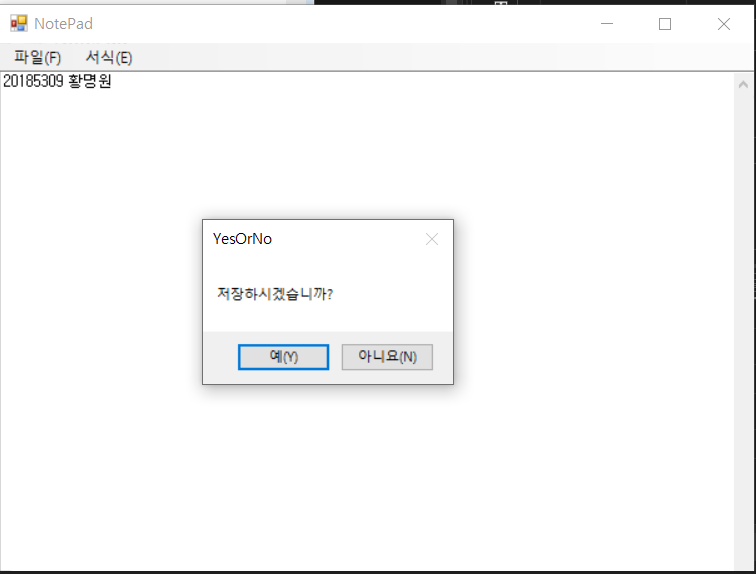 NotePad
파일(F) 서식(E)
20185309 황명원
YesOrNo
저장하시겠습니까?
예(Y) 아니요(N)